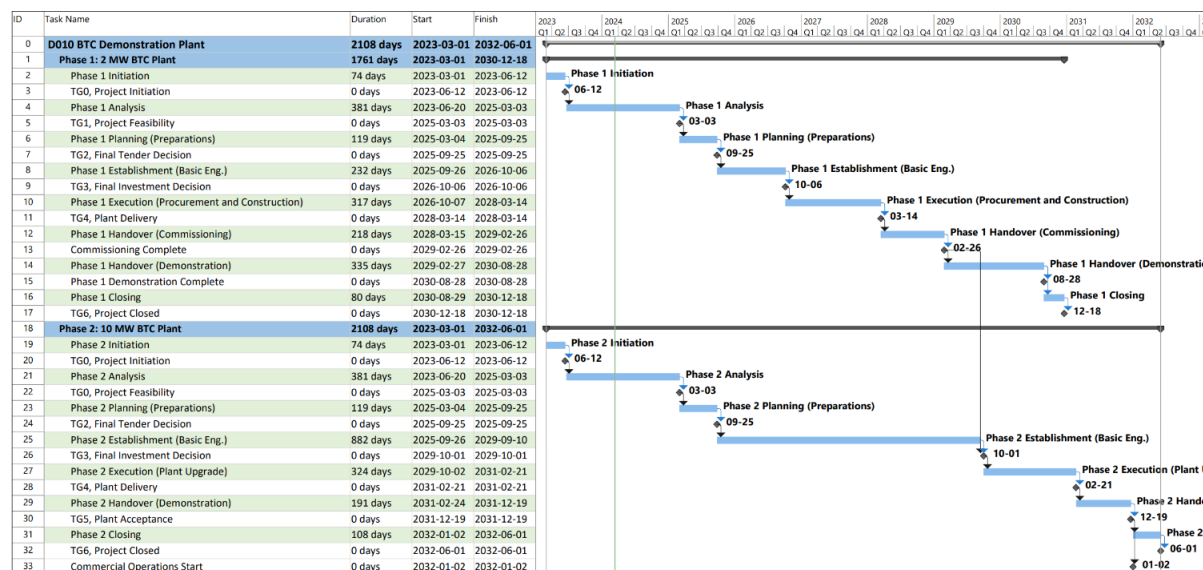 ID Task Name Duration Start Finish 2023 2024 2025 2026 2027 2028 2029 2030 2031 2032
Q1 Q2 Q3 Q4 Q1 Q2 Q3 Q4 Q1 Q2 Q3 Q4 Q1 Q2 Q3 Q4 Q1 Q2 Q3 Q4 Q1 Q2 Q3 Q4 Q1 Q2 Q3 Q4 Q1 Q2 Q3 Q4 Q1 Q2 Q3 Q4 Q1 Q2 Q3 Q4
0 D010 BTC Demonstration Plant 2108 days 2023-03-01 2032-06-01
1 Phase 1: 2 MW BTC Plant 1761 days 2023-03-01 2030-12-18
2 Phase 1 Initiation 74 days 2023-03-01 2023-06-12 Phase 1 Initiation
3 TG0, Project Initiation 0 days 2023-06-12 2023-06-12 06-12
4 Phase 1 Analysis 381 days 2023-06-20 2025-03-03 Phase 1 Analysis
5 TG1, Project Feasibility 0 days 2025-03-03 2025-03-03 03-03
6 Phase 1 Planning (Preparations) 119 days 2025-03-04 2025-09-25 Phase 1 Planning (Preparations)
7 TG2, Final Tender Decision 0 days 2025-09-25 2025-09-25 09-25
8 Phase 1 Establishment (Basic Eng.) 232 days 2025-09-26 2026-10-06 Phase 1 Establishment (Basic Eng.)
9 TG3, Final Investment Decision 0 days 2026-10-06 2026-10-06 10-06
10 Phase 1 Execution (Procurement and Construction) 317 days 2026-10-07 2028-03-14 Phase 1 Execution (Procurement and Construction)
11 TG4, Plant Delivery 0 days 2028-03-14 2028-03-14 03-14
12 Phase 1 Handover (Commissioning) 218 days 2028-03-15 2029-02-26 Phase 1 Handover (Commissioning)
13 Commissioning Complete 0 days 2029-02-26 2029-02-26 02-26
14 Phase 1 Handover (Demonstration) 335 days 2029-02-27 2030-08-28 Phase 1 Handover (Demonstratio
15 Phase 1 Demonstration Complete 0 days 2030-08-28 2030-08-28 08-28
16 Phase 1 Closing 80 days 2030-08-29 2030-12-18 Phase 1 Closing
17 TG6, Project Closed 0 days 2030-12-18 2030-12-18 12-18
18 Phase 2: 10 MW BTC Plant 2108 days 2023-03-01 2032-06-01
19 Phase 2 Initiation 74 days 2023-03-01 2023-06-12 Phase 2 Initiation
20 TG0, Project Initiation 0 days 2023-06-12 2023-06-12 06-12
21 Phase 2 Analysis 381 days 2023-06-20 2025-03-03 Phase 2 Analysis
22 TG0, Project Feasibility 0 days 2025-03-03 2025-03-03 03-03
23 Phase 2 Planning (Preparations) 119 days 2025-03-04 2025-09-25 Phase 2 Planning (Preparations)
24 TG2, Final Tender Decision 0 days 2025-09-25 2025-09-25 09-25
25 Phase 2 Establishment (Basic Eng.) 882 days 2025-09-26 2029-09-10 Phase 2 Establishment (Basic Eng.)
26 TG3, Final Investment Decision 0 days 2029-10-01 2029-10-01 10-01
27 Phase 2 Execution (Plant Upgrade) 324 days 2029-10-02 2031-02-21 Phase 2 Execution (Plant
28 TG4, Plant Delivery 0 days 2031-02-21 2031-02-21 02-21
29 Phase 2 Handover (Demonstration) 191 days 2031-02-24 2031-12-19 Phase 2 Hando
30 TG5, Plant Acceptance 0 days 2031-12-19 2031-12-19 12-19
31 Phase 2 Closing 108 days 2032-01-02 2032-06-01 Phase 2
32 TG6, Project Closed 0 days 2032-06-01 2032-06-01 06-01
33 Commercial Operations Start 0 days 2032-01-02 2032-01-02 01-02